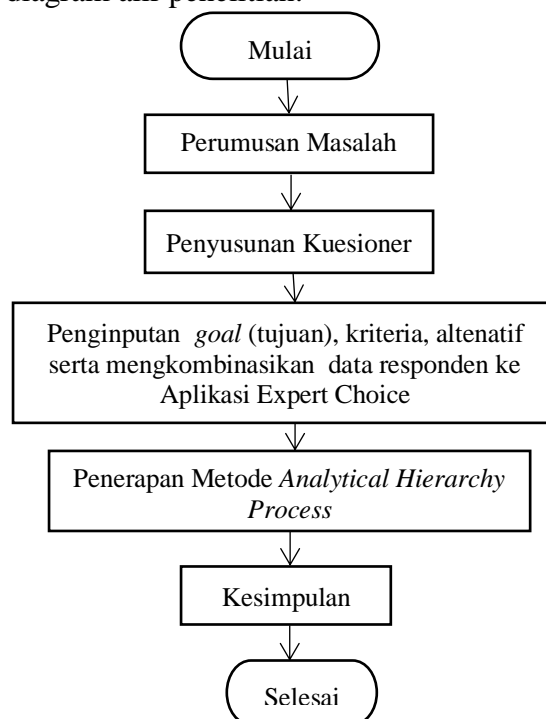 diagram alir penelitian.
Mulai
Perumusan Masalah
Penyusunan Kuesioner
Penginputan goal (tujuan), kriteria, altenatif
serta mengkombinasikan data responden ke
Aplikasi Expert Choice
Penerapan Metode Analytical Hierarchy
Process
Kesimpulan
Selesai